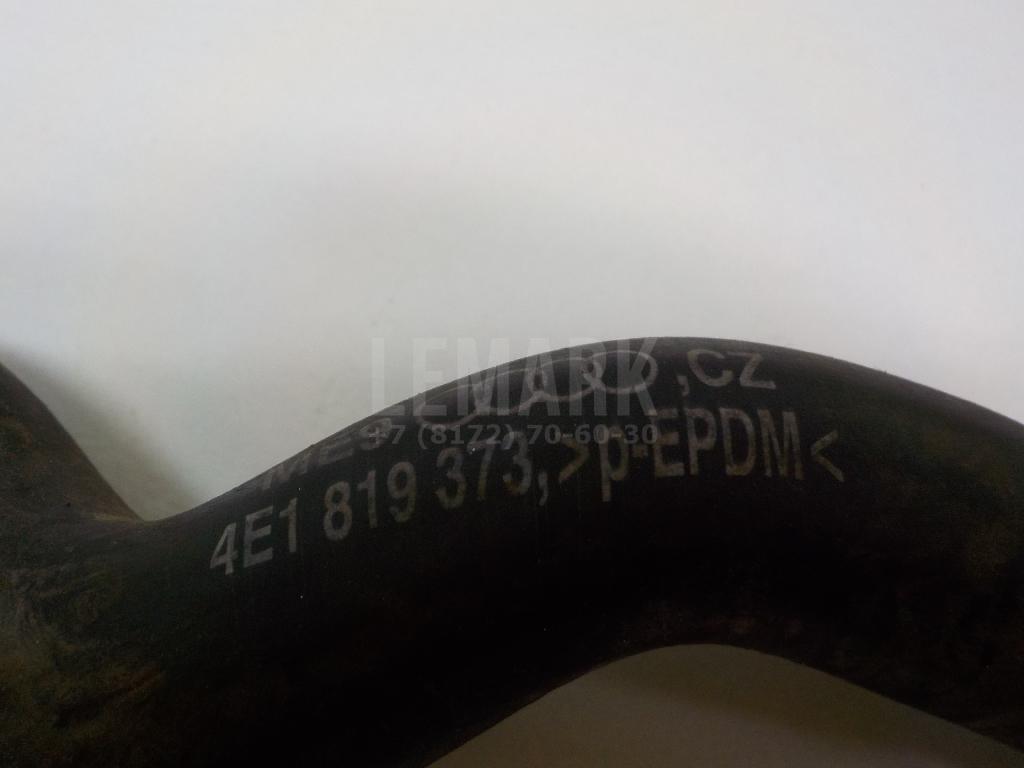 LEMARK
+7 (8172) 70-60-30
,CZ
4E1 819 373,>p-EPDM<